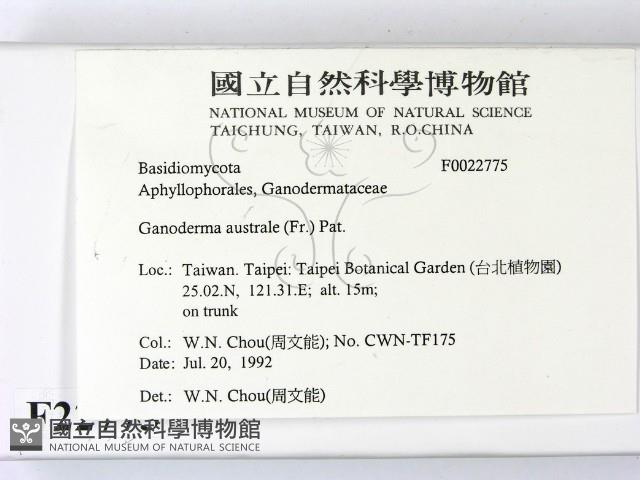 國立自然科學博物館
NATIONAL MUSEUM OF NATURAL SCIENCE
TAICHUNG, TAIWAN, R.O.CHINA
Basidiomycota F0022775
Aphyllophorales, Ganodermataceae
Ganoderma australe (Fr.) Pat.
Loc.: Taiwan. Taipei: Taipei Botanical Garden (台北植物園)
25.02.N, 121.31.E; alt. 15m;
on trunk
Col.: W.N. Chou(周文能); No. CWN-TF175
Date: Jul. 20, 1992
Det.: W.N. Chou(周文能)
國立自然科學博物館
NATIONAL MUSEUM OF NATURAL SCIENCE